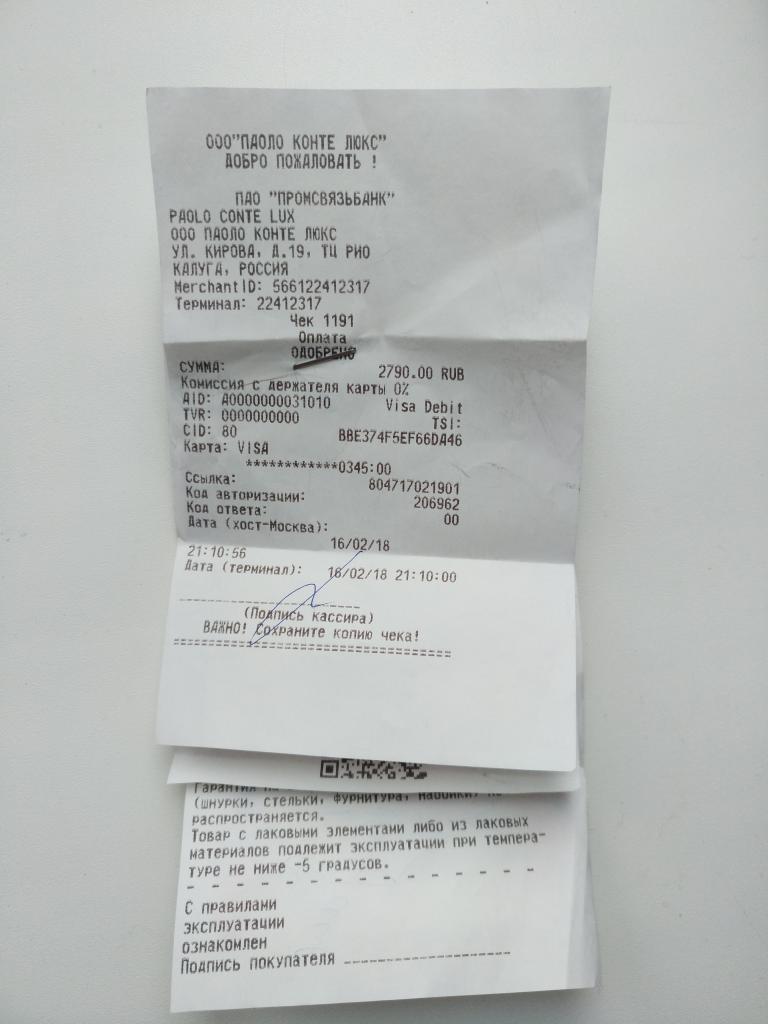 ООО"ПАОЛО КОНТЕ ЛЮКС"
ДОБРО ПОЖАЛОВАТЬ !
ПАО "ПРОМСВЯЗЬБАНК"
PAOLO CONTE LUX
ООО ПАОЛО КОНТЕ ЛЮКС
УЛ. КИРОВА, Д.19, ТЦ РИО
КАЛУГА, РОССИЯ
MerchantID: 566122412317
Терминал: 22412317
Чек 1191
Оплата
ОДОБРЕНО
СУММА: 2790.00 RUB
Комиссия с держателя карты 0%
AID: A0000000031010 Visa Debit
TVR: 0000000000 TSI:
CID: 80 BBE374F5EF66DA46
Карта: VISA
************0345:00
Ссылка: 804717021901
Код авторизации: 206962
Код ответа: 00
Дата (хост-Москва):
16/02/18
21:10:56
Дата (терминал): 16/02/18 21:10:00
(Подпись кассира)
ВАЖНО! Сохраните копию чека!
Гарантия
(шнурки, стельки, фурнитура, набойки) не
распространяется.
Товар с лаковыми элементами либо из лаковых
материалов подлежит эксплуатации при темпера-
туре не ниже -5 градусов.
С правилами
эксплуатации
ознакомлен
Подпись покупателя